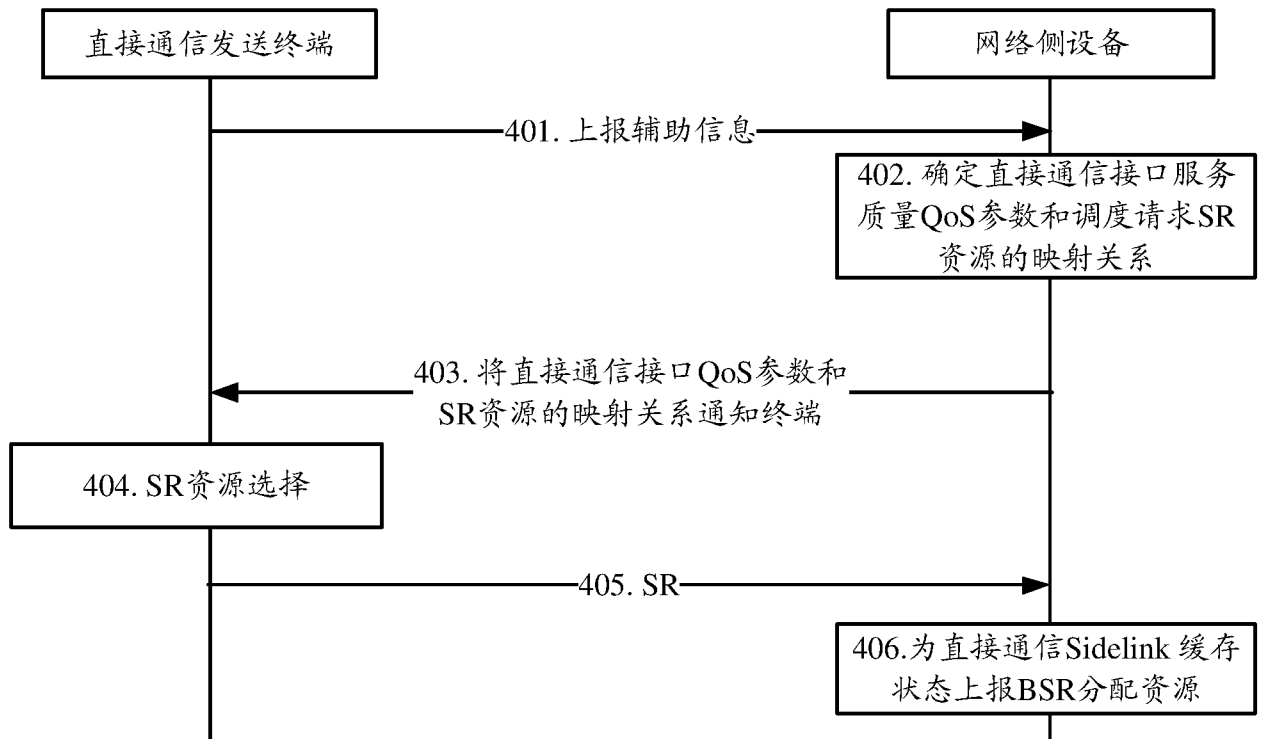 直接通信发送终端
网络侧设备
401. 上报辅助信息
402. 确定直接通信接口服务
质量QoS参数和调度请求SR
资源的映射关系
403. 将直接通信接口QoS参数和
SR资源的映射关系通知终端
404. SR资源选择
405. SR
406.为直接通信Sidelink 缓存
状态上报BSR分配资源